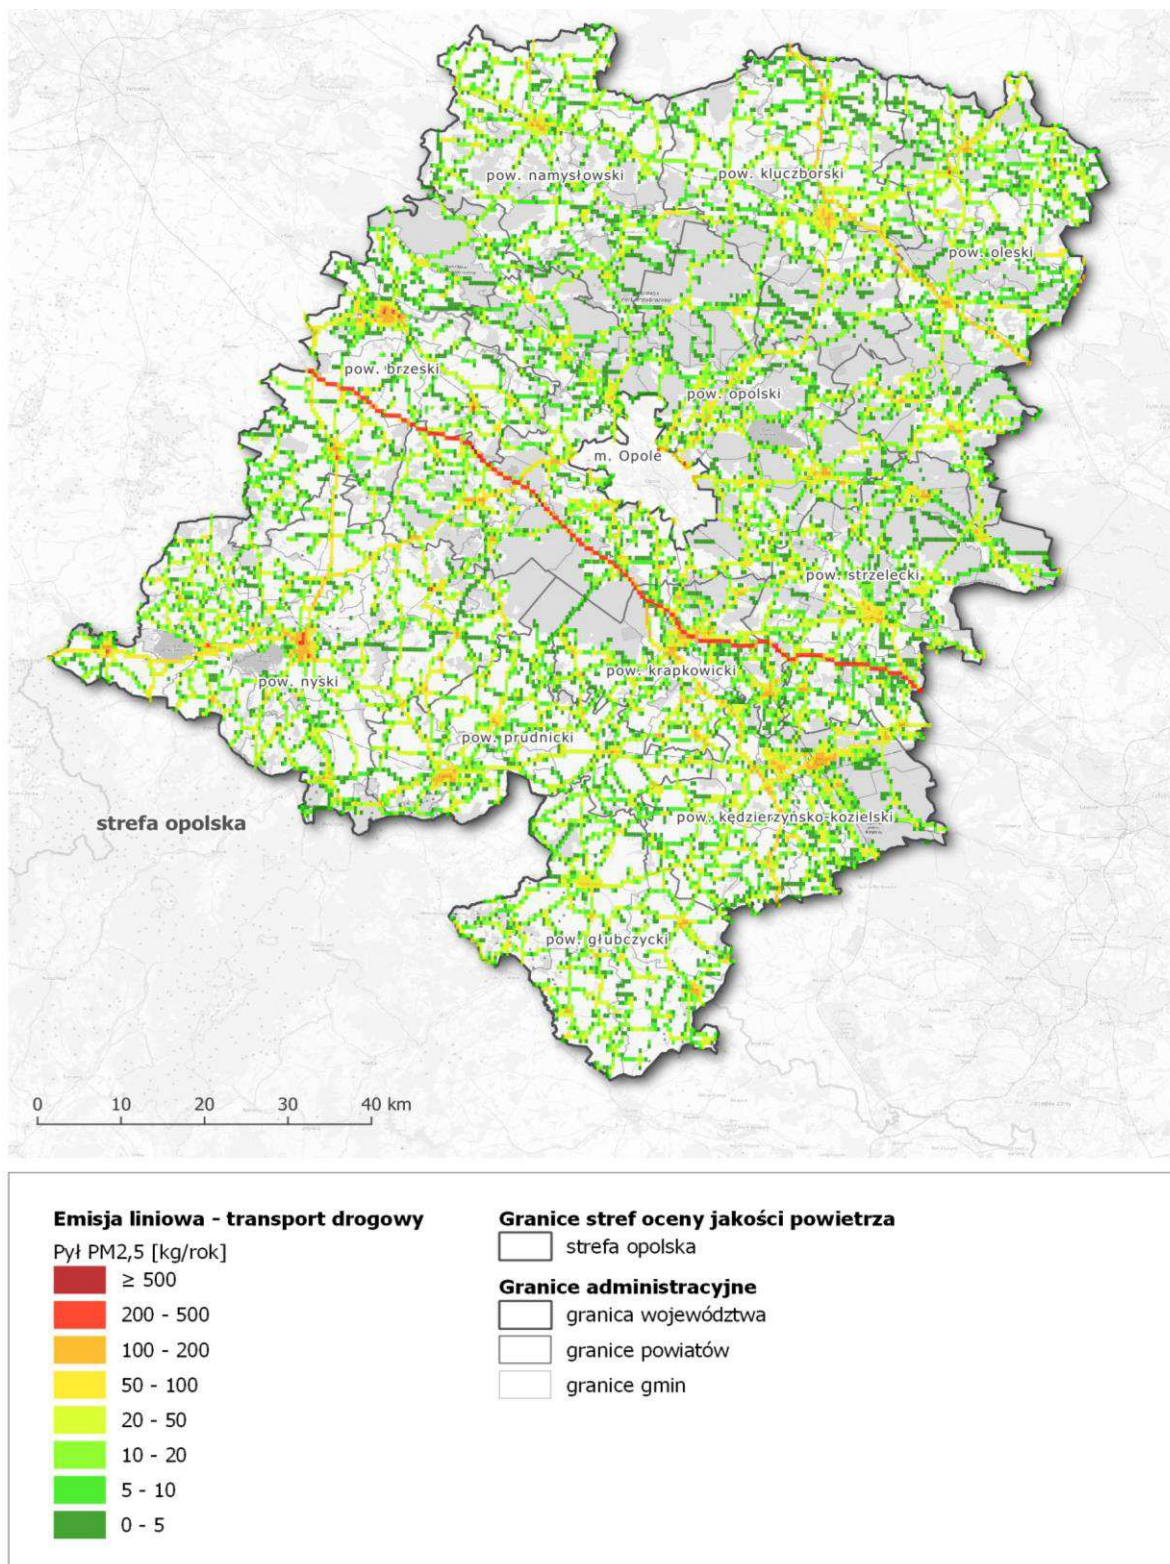 pow. namysłowski
pow. kluczborski
pow. oleski
pow. brzeski
pow. opolski
m. Opole
pow. strzelecki
pow. krapkowicki
pow. nyski
pow. prudnicki
strefa opolska
pow. kędzierzyńsko-kozielski
pow. głubczycki
0 10 20 30 40 km
Emisja liniowa - transport drogowy
Pył PM2,5 [kg/rok]
≥ 500
200 - 500
100 - 200
50 - 100
20 - 50
10 - 20
5 - 10
0 - 5
Granice stref oceny jakości powietrza
strefa opolska
Granice administracyjne
granica województwa
granice powiatów
granice gmin